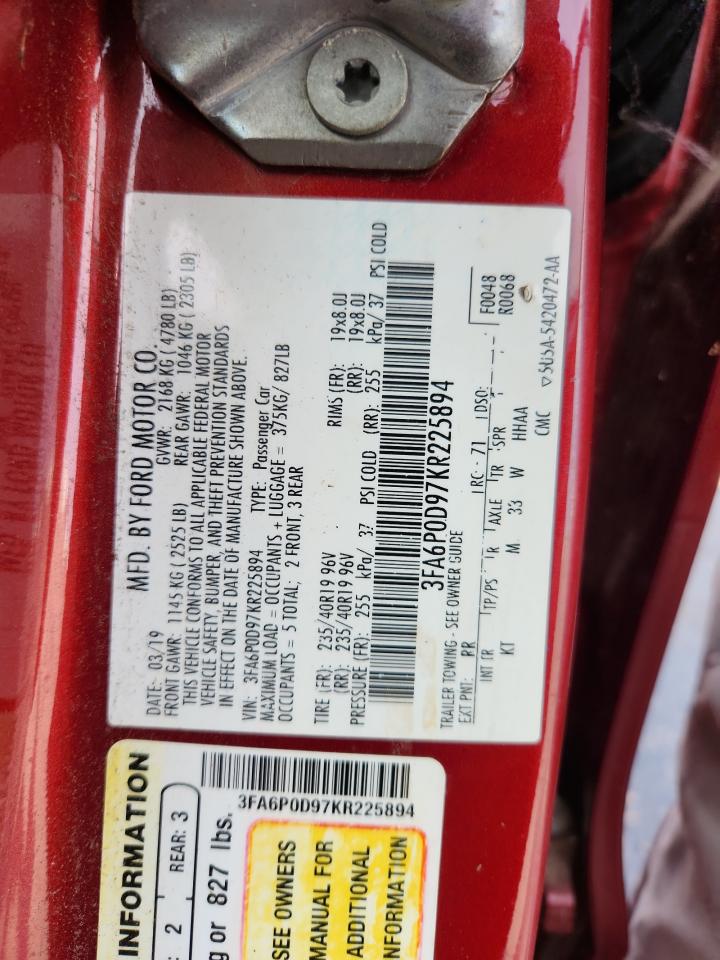 MFD. BY FORD MOTOR CO.
DATE: 03/19 GVWR: 2168 KG ( 4780 LB)
FRONT GAWR: 1145 KG ( 2525 LB) REAR GAWR: 1046 KG ( 2305 LB)
THIS VEHICLE CONFORMS TO ALL APPLICABLE FEDERAL MOTOR
VEHICLE SAFETY, BUMPER, AND THEFT PREVENTION STANDARDS
IN EFFECT ON THE DATE OF MANUFACTURE SHOWN ABOVE.
VIN: 3FA6P0D97KR225894 TYPE: Passenger Car
MAXIMUM LOAD = OCCUPANTS + LUGGAGE = 375KG/ 827LB
OCCUPANTS = 5 TOTAL; 2 FRONT, 3 REAR
TIRE (FR): 235/40R19 96V RIMS (FR): 19x8.0J
(RR): 235/40R19 96V (RR): 19x8.0J
PRESSURE (FR): 255 kPa/ 37 PSI COLD (RR): 255 kPa/ 37 PSI COLD
3FA6P0D97KR225894
TRAILER TOWING - SEE OWNER GUIDE F0048
EXT PNT: RR RC: 71 DSO: R0068
INT TR TP/PS R AXLE TR SPR
KT M 33 W HHAA
CMC ▽5U5A-5420472-AA
INFORMATION
2 REAR: 3
or 827 lbs.
3FA6P0D97KR225894
SEE OWNERS
MANUAL FOR
ADDITIONAL
INFORMATION